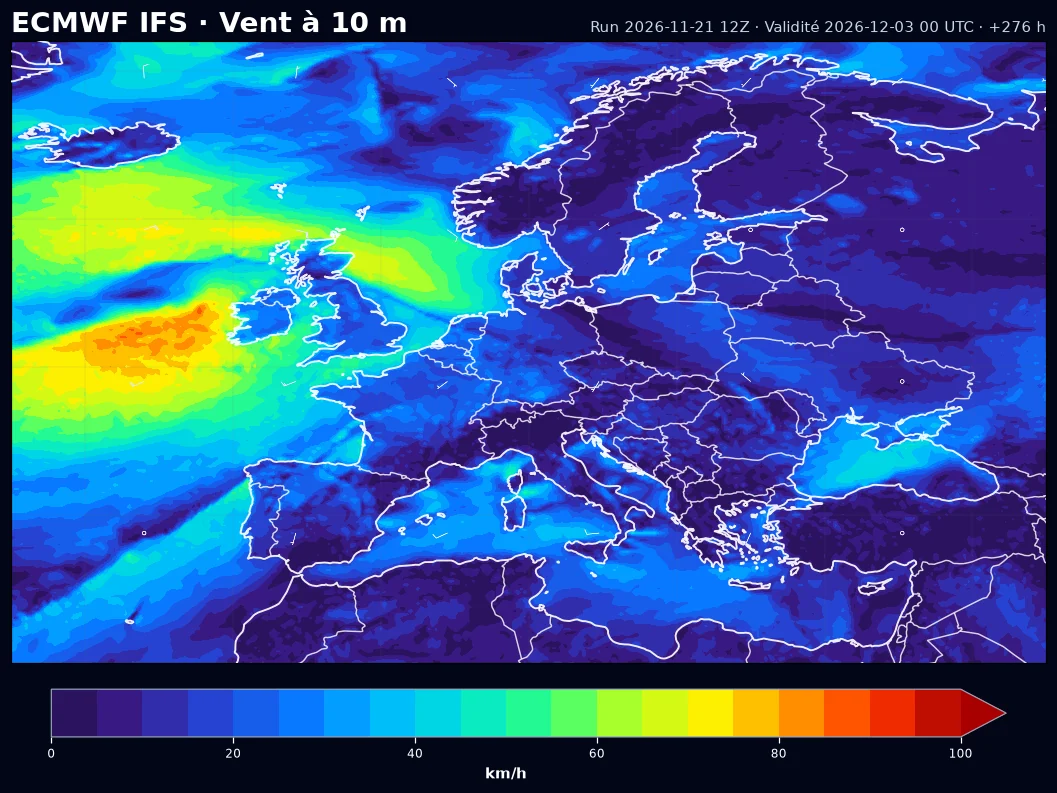 ECMWF IFS · Vent à 10 m
Run 2026-11-21 12Z · Validité 2026-12-03 00 UTC · +276 h
0 20 40 60 80 100
km/h